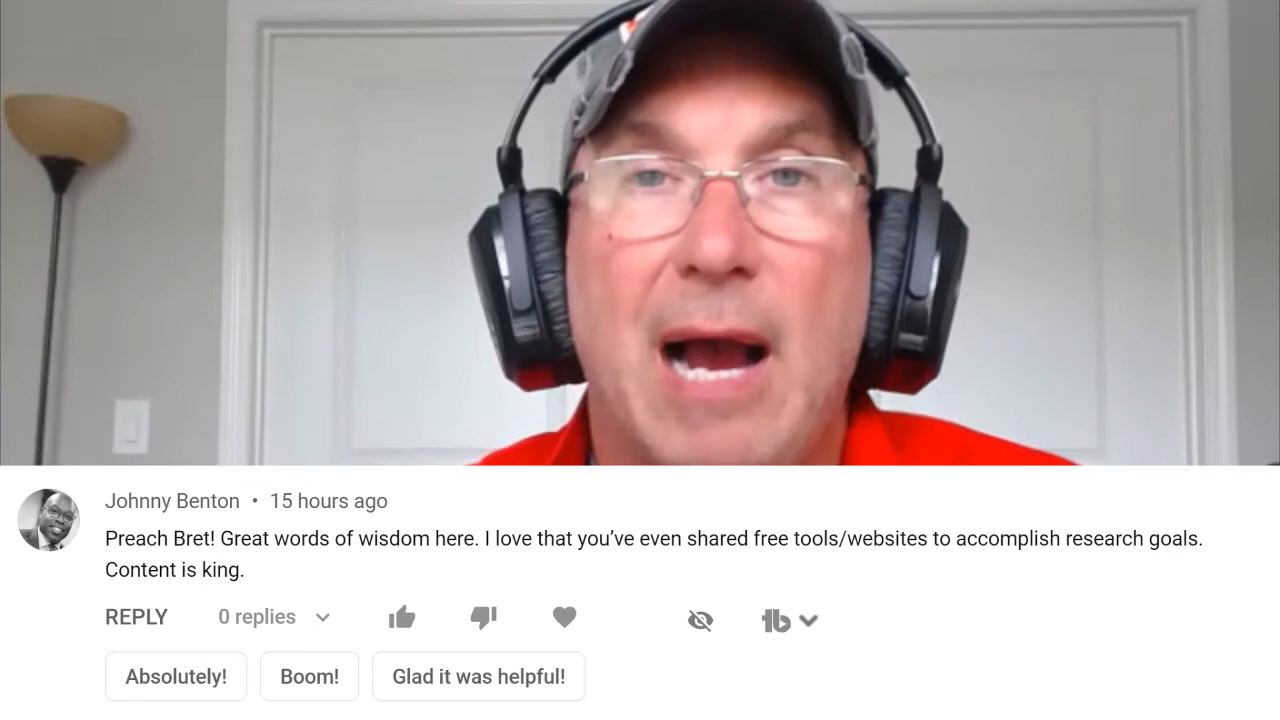 Johnny Benton • 15 hours ago
Preach Bret! Great words of wisdom here. I love that you’ve even shared free tools/websites to accomplish research goals.
Content is king.
REPLY 0 replies
Absolutely! Boom! Glad it was helpful!